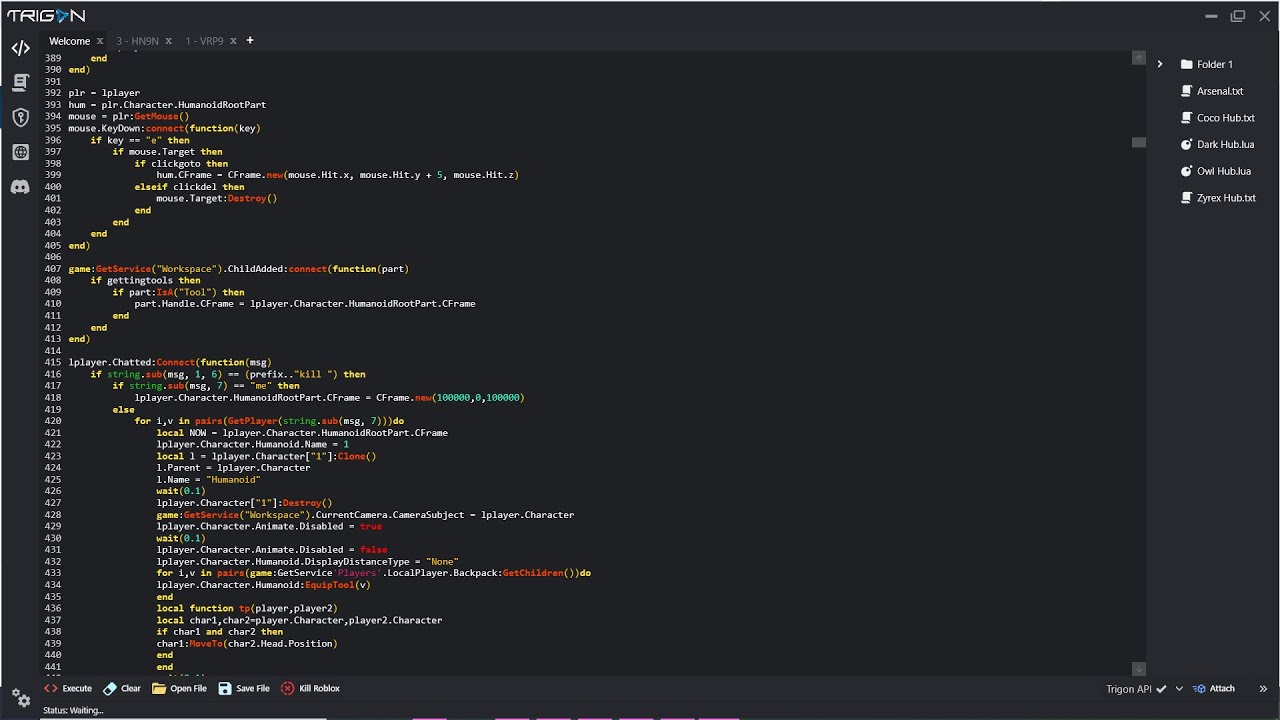 TRIGON
Welcome x 3 - HN9N x 1 - VRP9 x +
389 end
390 end)
391
392 plr = lplayer
393 hum = plr.Character.HumanoidRootPart
394 mouse = plr:GetMouse()
395 mouse.KeyDown:connect(function(key)
396 if key == "e" then
397 if mouse.Target then
398 if clickgoto then
399 hum.CFrame = CFrame.new(mouse.Hit.x, mouse.Hit.y + 5, mouse.Hit.z)
400 elseif clickdel then
401 mouse.Target:Destroy()
402 end
403 end
404 end
405 end)
406
407 game:GetService("Workspace").ChildAdded:connect(function(part)
408 if gettingtools then
409 if part:IsA("Tool") then
410 part.Handle.CFrame = lplayer.Character.HumanoidRootPart.CFrame
411 end
412 end
413 end)
414
415 lplayer.Chatted:Connect(function(msg)
416 if string.sub(msg, 1, 6) == (prefix.."kill ") then
417 if string.sub(msg, 7) == "me" then
418 lplayer.Character.HumanoidRootPart.CFrame = CFrame.new(100000,0,100000)
419 else
420 for i,v in pairs(GetPlayer(string.sub(msg, 7)))do
421 local NOW = lplayer.Character.HumanoidRootPart.CFrame
422 lplayer.Character.Humanoid.Name = 1
423 local l = lplayer.Character["1"]:Clone()
424 l.Parent = lplayer.Character
425 l.Name = "Humanoid"
426 wait(0.1)
427 lplayer.Character["1"]:Destroy()
428 game:GetService("Workspace").CurrentCamera.CameraSubject = lplayer.Character
429 lplayer.Character.Animate.Disabled = true
430 wait(0.1)
431 lplayer.Character.Animate.Disabled = false
432 lplayer.Character.Humanoid.DisplayDistanceType = "None"
433 for i,v in pairs(game:GetService'Players'.LocalPlayer.Backpack:GetChildren())do
434 lplayer.Character.Humanoid:EquipTool(v)
435 end
436 local function tp(player,player2)
437 local char1,char2=player.Character,player2.Character
438 if char1 and char2 then
439 char1:MoveTo(char2.Head.Position)
440 end
441 end
Folder 1
Arsenal.txt
Coco Hub.txt
Dark Hub.lua
Owl Hub.lua
Zyrex Hub.txt
Execute Clear Open File Save File Kill Roblox Trigon API Attach
Status: Waiting...